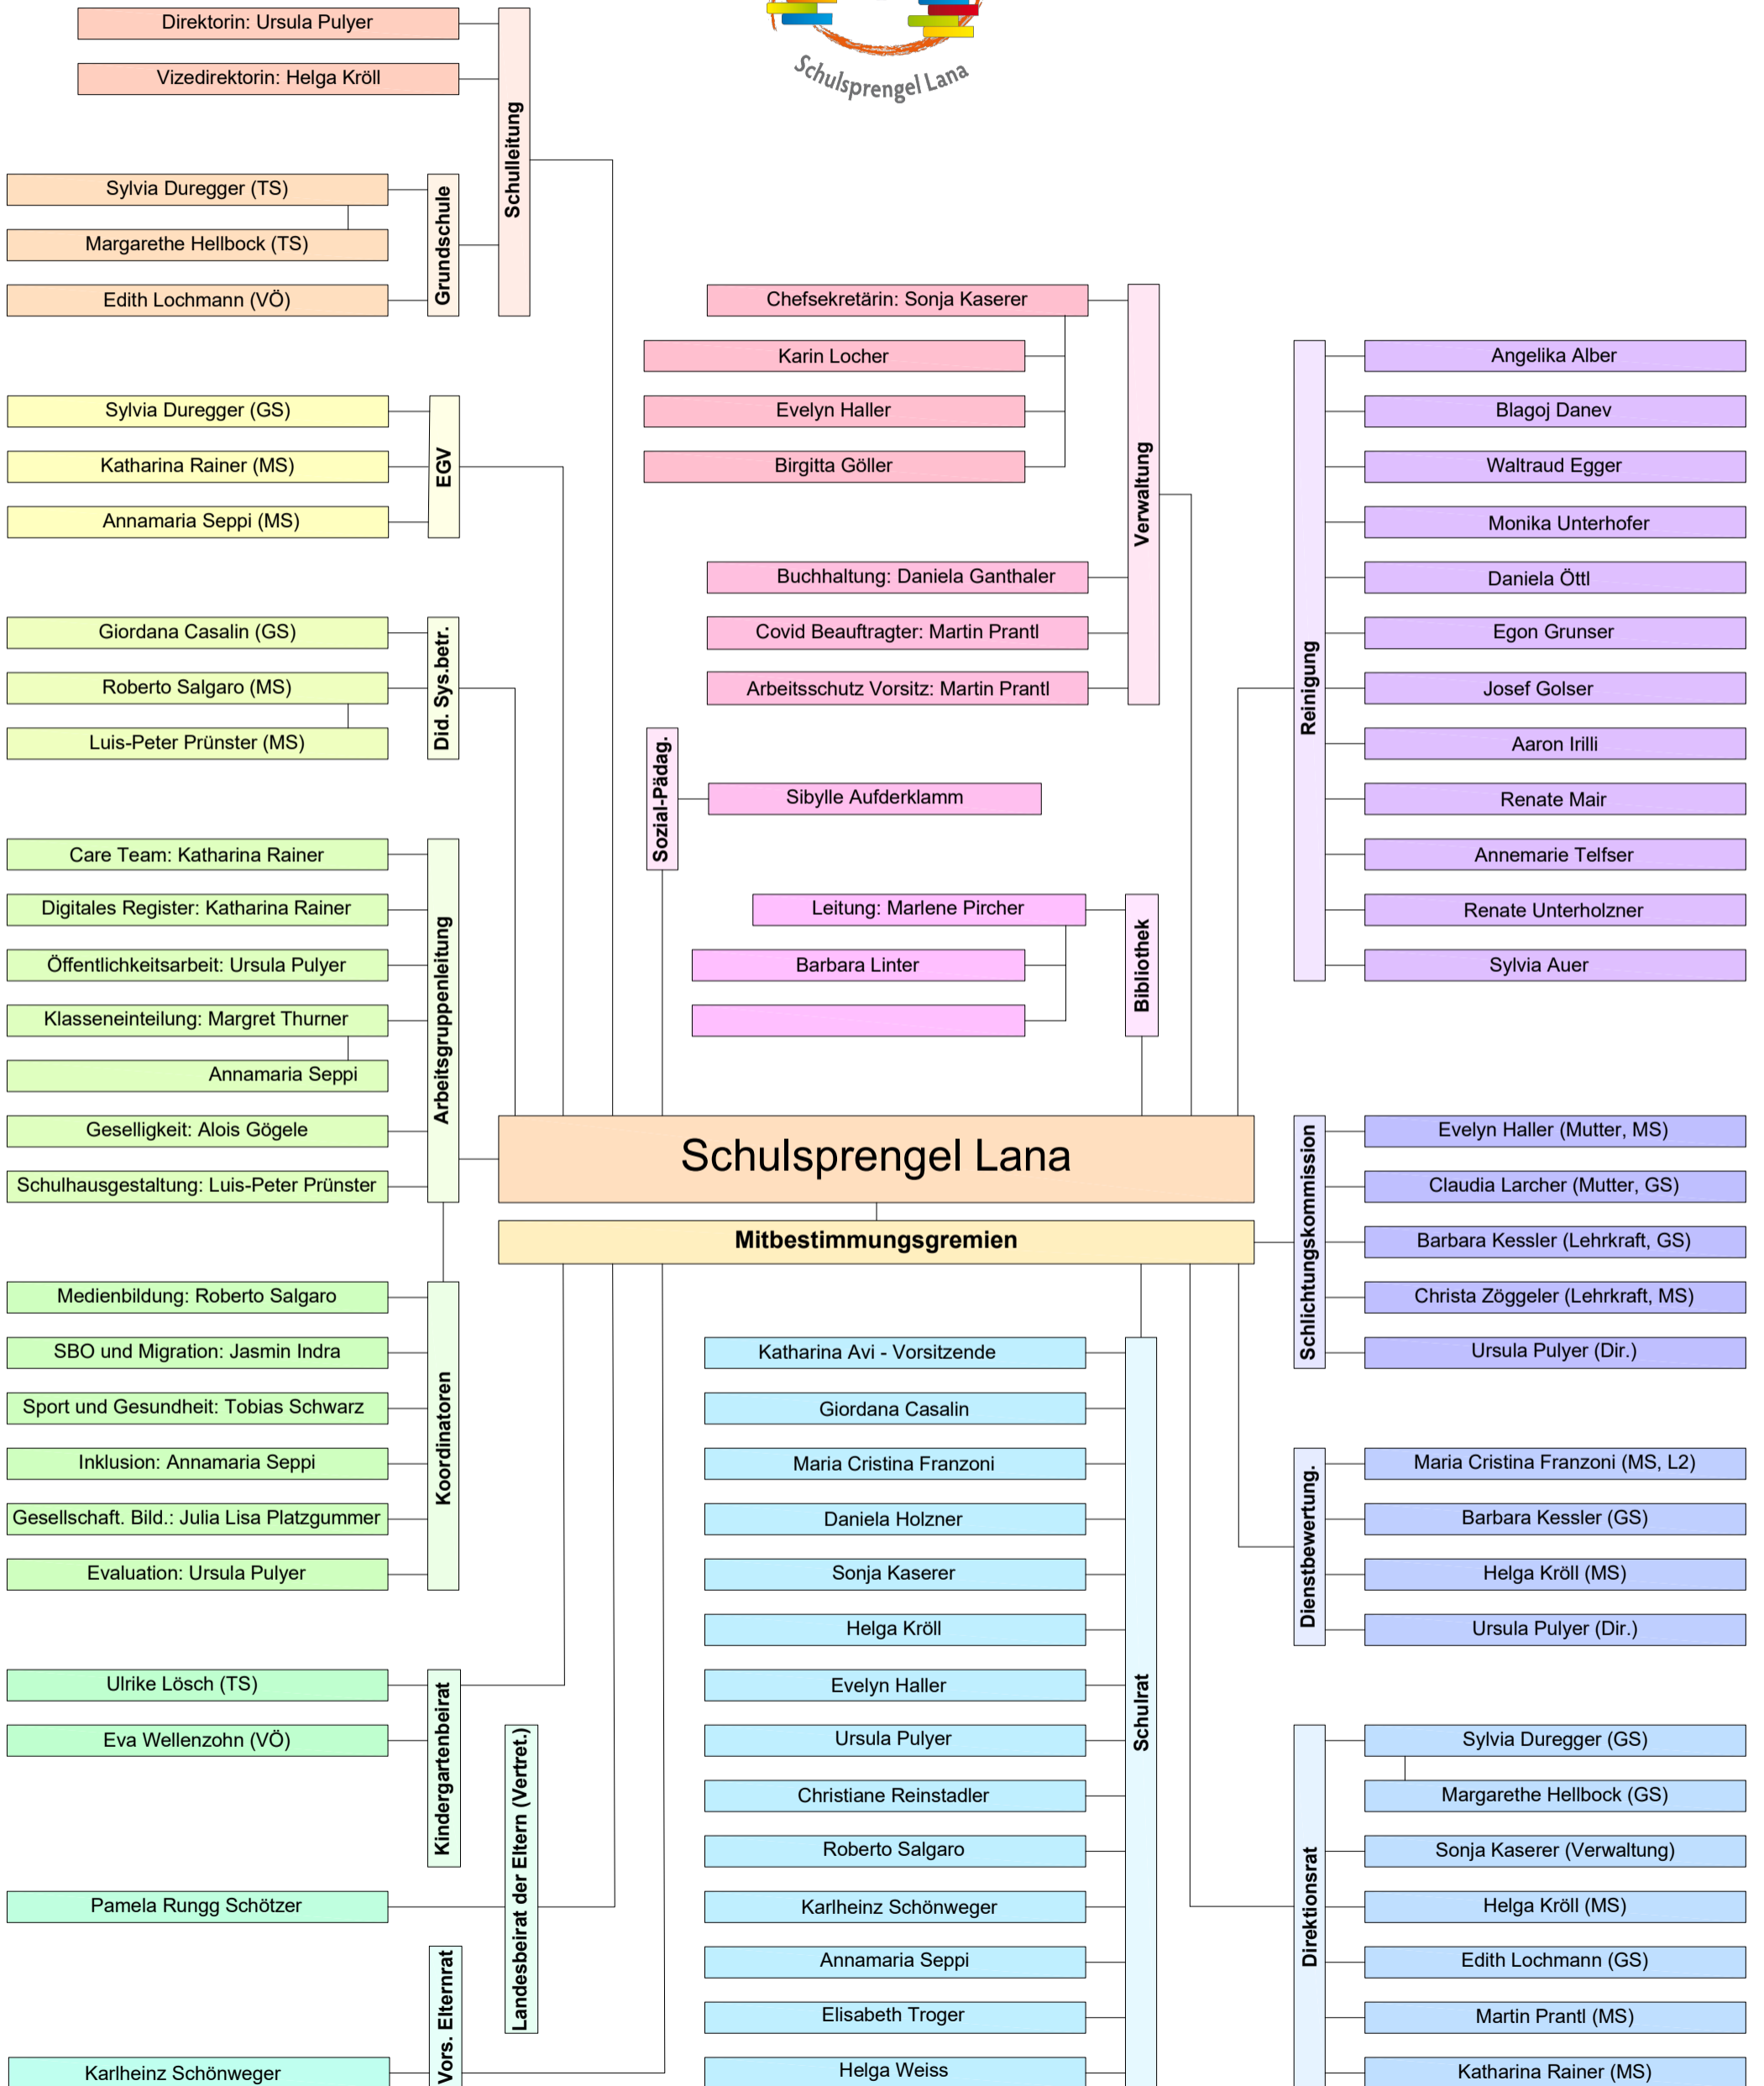 Schulsprengel Lana
Schulleitung
Direktorin: Ursula Pulyer
Vizedirektorin: Helga Kröll
Grundschule
Sylvia Duregger (TS)
Margarethe Hellbock (TS)
Edith Lochmann (VÖ)
EGV
Sylvia Duregger (GS)
Katharina Rainer (MS)
Annamaria Seppi (MS)
Did. Sys.betr.
Giordana Casalin (GS)
Roberto Salgaro (MS)
Luis-Peter Prünster (MS)
Arbeitsgruppenleitung
Care Team: Katharina Rainer
Digitales Register: Katharina Rainer
Öffentlichkeitsarbeit: Ursula Pulyer
Klasseneinteilung: Margret Thurner
Annamaria Seppi
Geselligkeit: Alois Gögele
Schulhausgestaltung: Luis-Peter Prünster
Koordinatoren
Medienbildung: Roberto Salgaro
SBO und Migration: Jasmin Indra
Sport und Gesundheit: Tobias Schwarz
Inklusion: Annamaria Seppi
Gesellschaft. Bild.: Julia Lisa Platzgummer
Evaluation: Ursula Pulyer
Kindergartenbeirat
Ulrike Lösch (TS)
Eva Wellenzohn (VÖ)
Landesbeirat der Eltern (Vertret.)
Pamela Rungg Schötzer
Vors. Elternrat
Karlheinz Schönweger
Verwaltung
Chefsekretärin: Sonja Kaserer
Karin Locher
Evelyn Haller
Birgitta Göller
Buchhaltung: Daniela Ganthaler
Covid Beauftragter: Martin Prantl
Arbeitsschutz Vorsitz: Martin Prantl
Sozial-Pädag.
Sibylle Aufderklamm
Bibliothek
Leitung: Marlene Pircher
Barbara Linter
Schulsprengel Lana
Mitbestimmungsgremien
Schulrat
Katharina Avi - Vorsitzende
Giordana Casalin
Maria Cristina Franzoni
Daniela Holzner
Sonja Kaserer
Helga Kröll
Evelyn Haller
Ursula Pulyer
Christiane Reinstadler
Roberto Salgaro
Karlheinz Schönweger
Annamaria Seppi
Elisabeth Troger
Helga Weiss
Reinigung
Angelika Alber
Blagoj Danev
Waltraud Egger
Monika Unterhofer
Daniela Öttl
Egon Grunser
Josef Golser
Aaron Irilli
Renate Mair
Annemarie Telfser
Renate Unterholzner
Sylvia Auer
Schlichtungskommission
Evelyn Haller (Mutter, MS)
Claudia Larcher (Mutter, GS)
Barbara Kessler (Lehrkraft, GS)
Christa Zöggeler (Lehrkraft, MS)
Ursula Pulyer (Dir.)
Dienstbewertung.
Maria Cristina Franzoni (MS, L2)
Barbara Kessler (GS)
Helga Kröll (MS)
Ursula Pulyer (Dir.)
Direktionsrat
Sylvia Duregger (GS)
Margarethe Hellbock (GS)
Sonja Kaserer (Verwaltung)
Helga Kröll (MS)
Edith Lochmann (GS)
Martin Prantl (MS)
Katharina Rainer (MS)